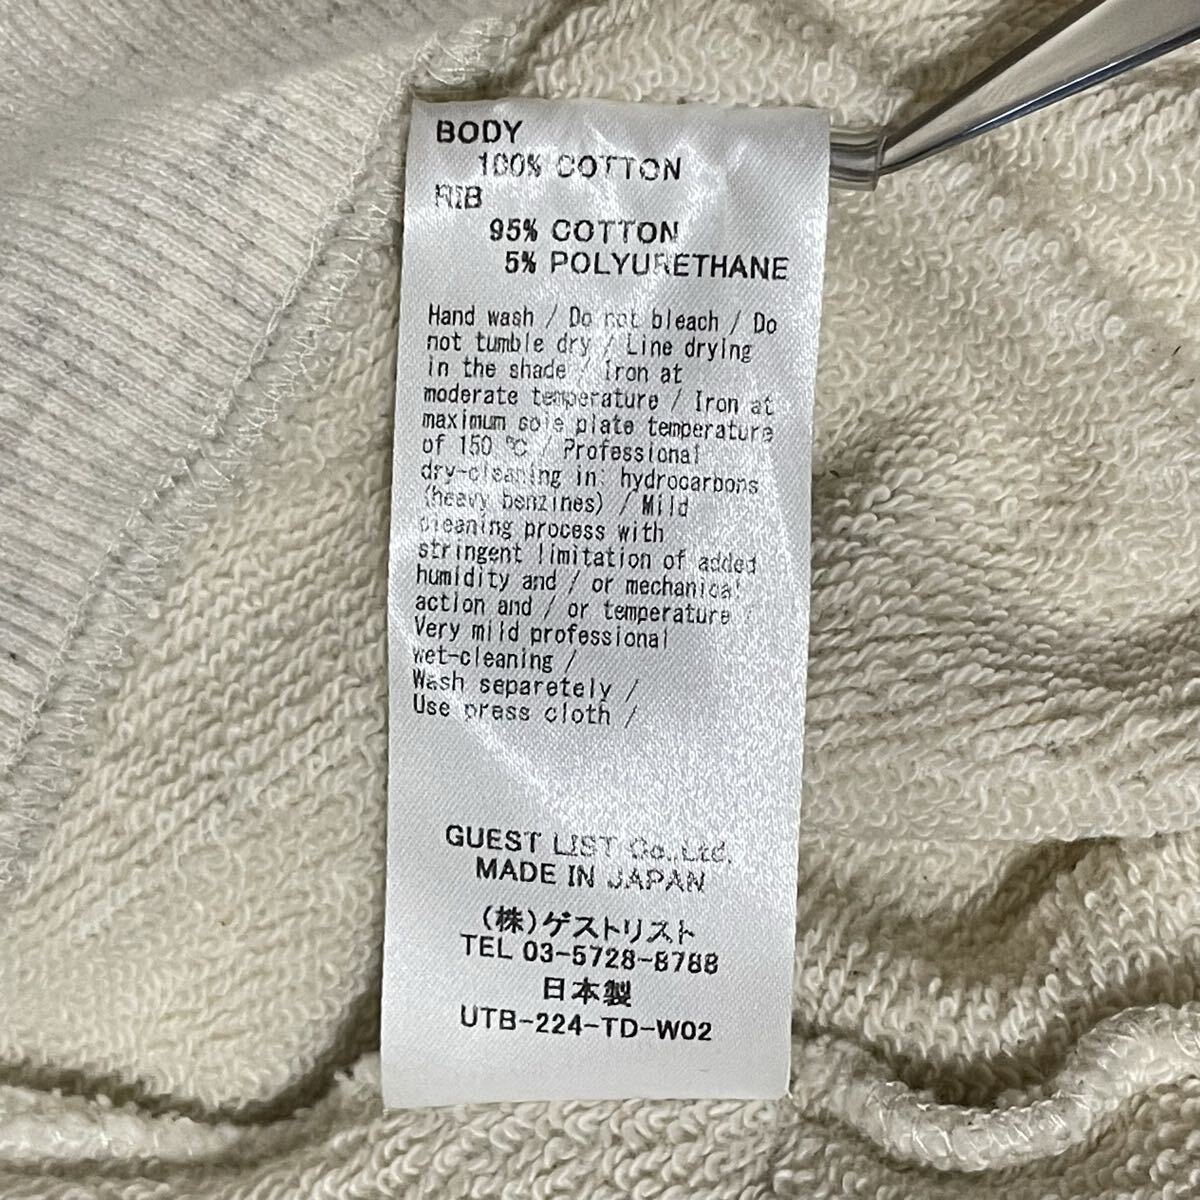 BODY
100% COTTON
RIB
95% COTTON
5% POLYURETHANE
Hand wash / Do not bleach / Do
not tumble dry / Line drying
in the shade / Iron at
moderate temperature / Iron at
maximum sole plate temperature
of 150 ℃ / Professional
dry-cleaning in: hydrocarbons
(heavy benzines) / Mild
cleaning process with
stringent limitation of added
humidity and / or mechanical
action and / or temperature /
Very mild professional
wet-cleaning /
Wash separetely /
Use press cloth /
GUEST LIST Co.,Ltd.
MADE IN JAPAN
(株)ゲストリスト
TEL 03-5728-8788
日本製
UTB-224-TD-W02